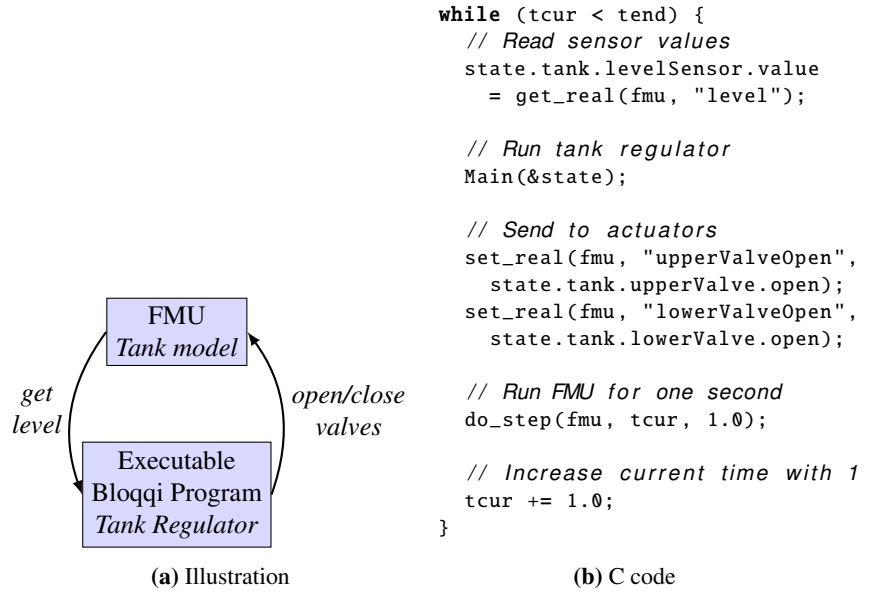 FMU
Tank model
get
level
open/close
valves
Executable
Bloqqi Program
Tank Regulator
(a) Illustration
while (tcur < tend) {
// Read sensor values
state.tank.levelSensor.value
= get_real(fmu, "level");
// Run tank regulator
Main(&state);
// Send to actuators
set_real(fmu, "upperValveOpen",
state.tank.upperValve.open);
set_real(fmu, "lowerValveOpen",
state.tank.lowerValve.open);
// Run FMU for one second
do_step(fmu, tcur, 1.0);
// Increase current time with 1
tcur += 1.0;
}
(b) C code